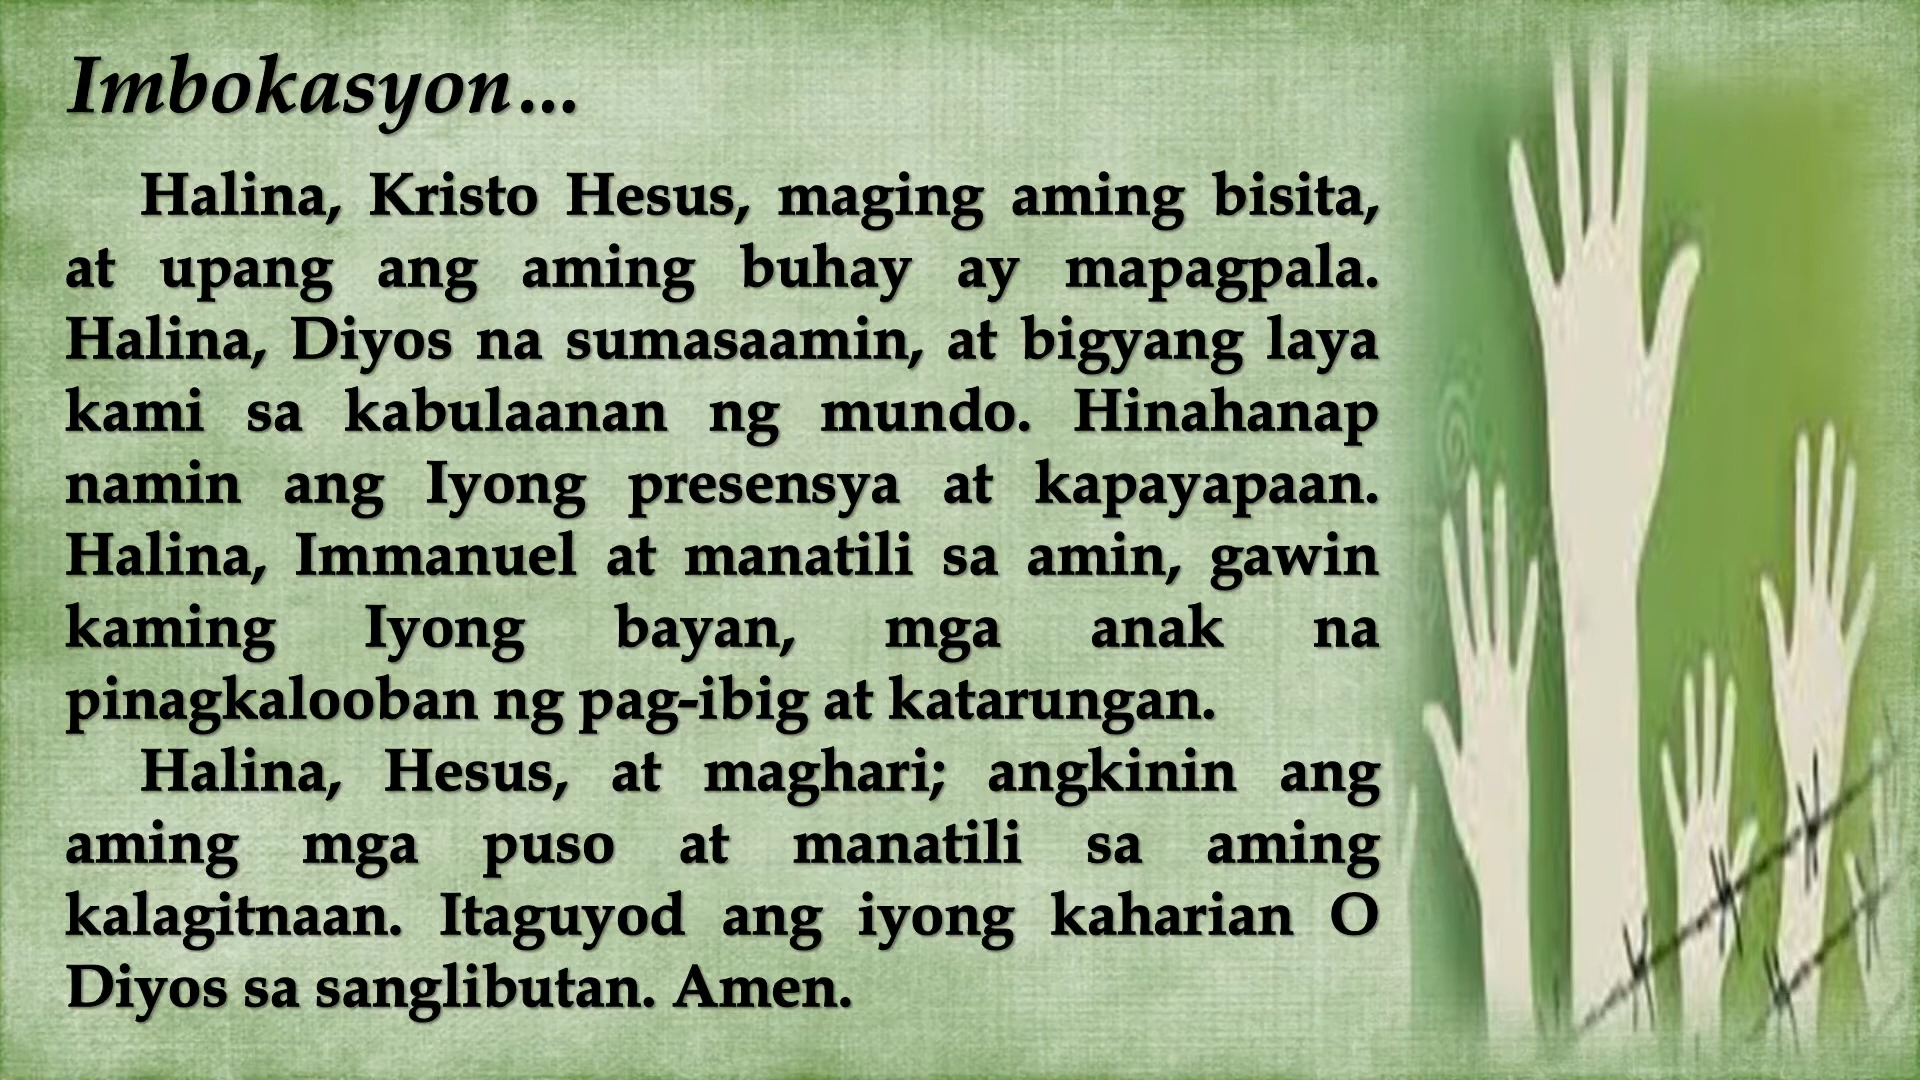 Imbokasyon...
Halina, Kristo Hesus, maging aming bisita,
at upang ang aming buhay ay mapagpala.
Halina, Diyos na sumasaamin, at bigyang laya
kami sa kabulaanan ng mundo. Hinahanap
namin ang Iyong presensya at kapayapaan.
Halina, Immanuel at manatili sa amin, gawin
kaming Iyong bayan, mga anak na
pinagkalooban ng pag-ibig at katarungan.
Halina, Hesus, at maghari; angkinin ang
aming mga puso at manatili sa aming
kalagitnaan. Itaguyod ang iyong kaharian O
Diyos sa sanglibutan. Amen.